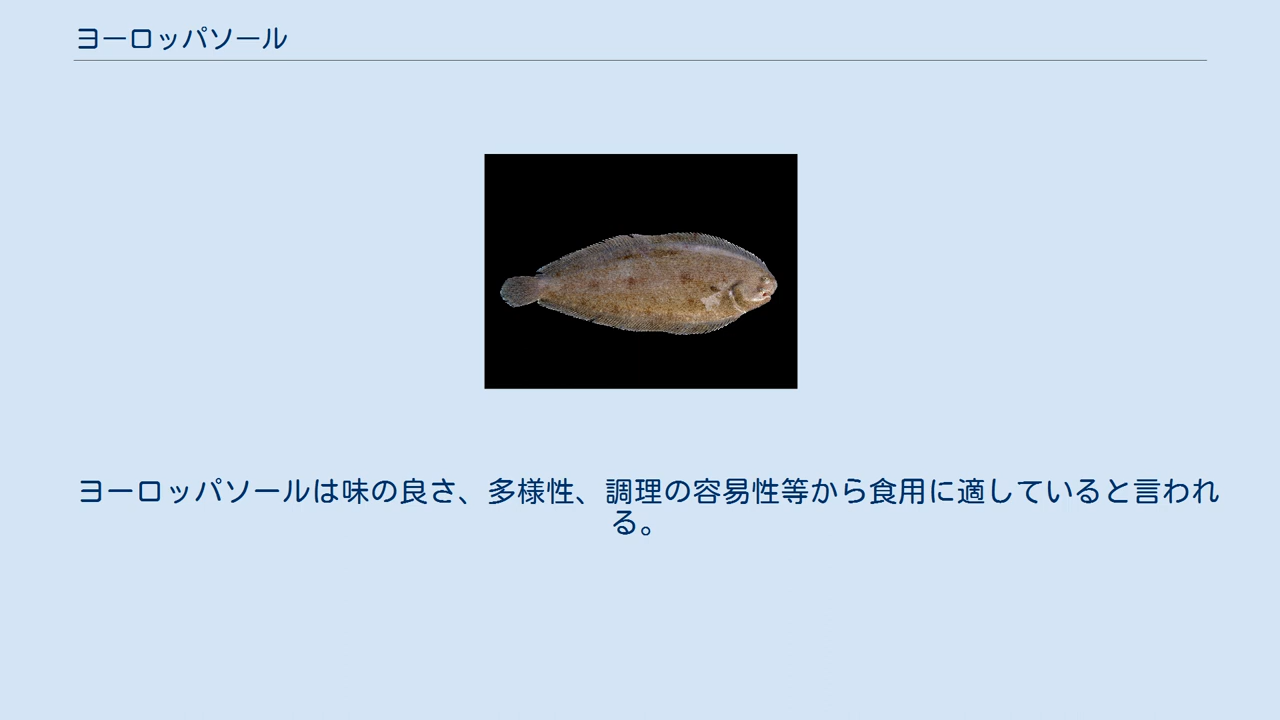 ヨーロッパソール
ヨーロッパソールは味の良さ、多様性、調理の容易性等から食用に適していると言われ
る。